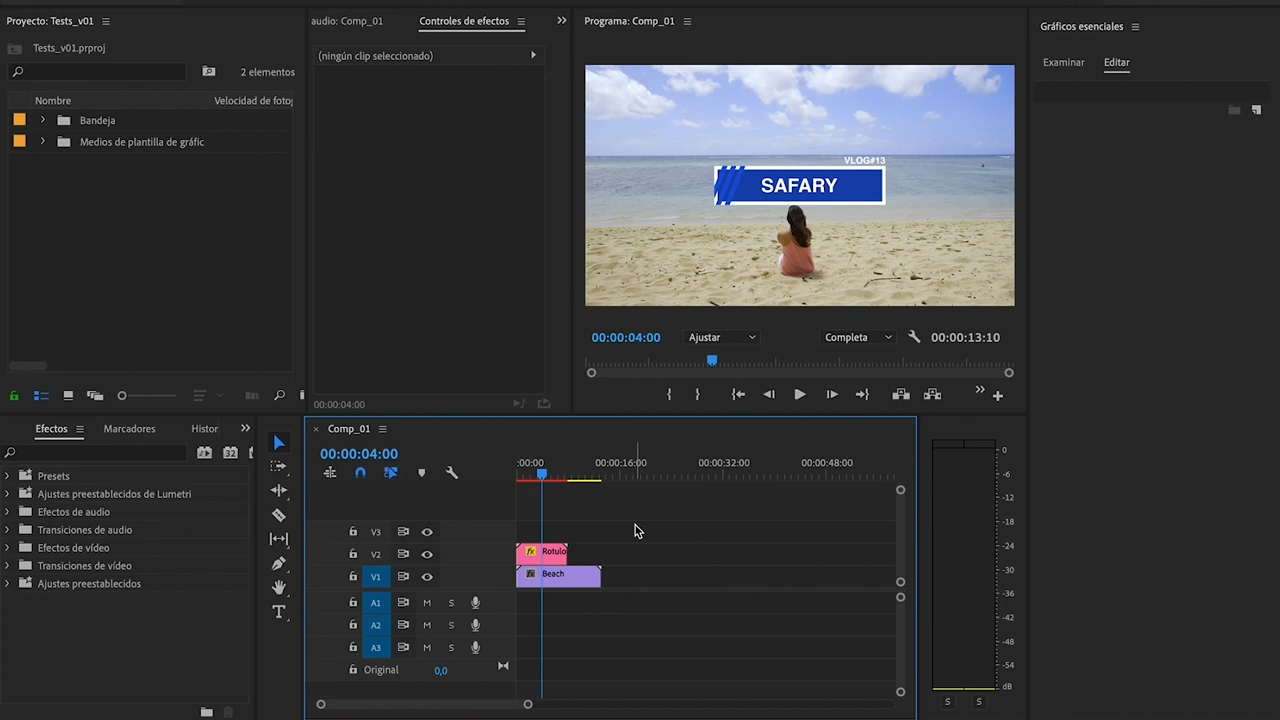 Proyecto: Tests_v01
Tests_v01.prproj
2 elementos
Nombre
Velocidad de fotog
Bandeja
Medios de plantilla de gráfic
audio: Comp_01
Controles de efectos
(ningún clip seleccionado)
00:00:04:00
Programa: Comp_01
VLOG#13
SAFARY
00:00:04:00
Ajustar
Completa
00:00:13:10
Gráficos esenciales
Examinar
Editar
Efectos
Marcadores
Histor
32
Presets
Ajustes preestablecidos de Lumetri
Efectos de audio
Transiciones de audio
Efectos de vídeo
Transiciones de vídeo
Ajustes preestablecidos
Comp_01
00:00:04:00
:00:00
00:00:16:00
00:00:32:00
00:00:48:00
V3
V2
fx
Rotulo
V1
fx
Beach
A1
M
S
A2
M
S
A3
M
S
Original
0,0
0
-6
-12
-18
-24
-30
-36
-42
-48
-54
dB
S
S